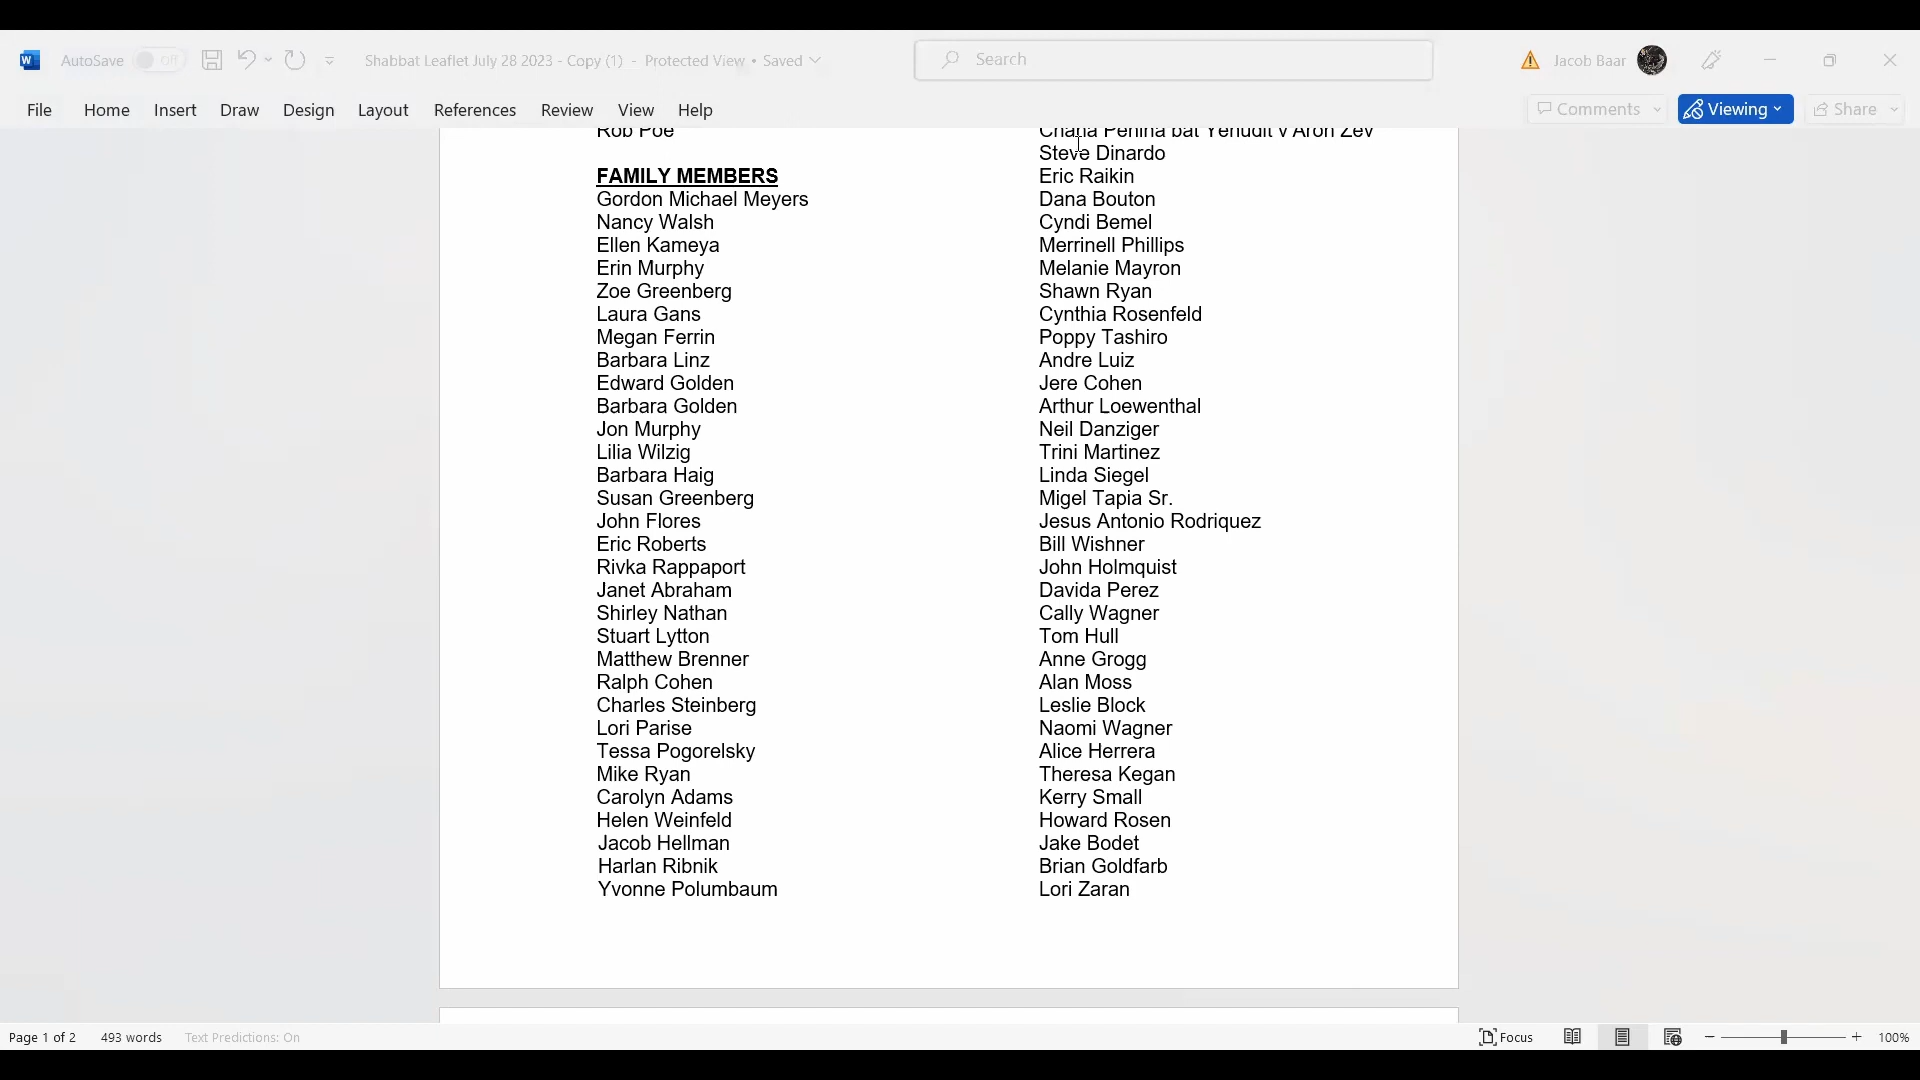 AutoSave Off
Shabbat Leaflet July 28 2023 - Copy (1) - Protected View • Saved
Search
Jacob Baar
File Home Insert Draw Design Layout References Review View Help
Comments Viewing Share
Rob Poe
FAMILY MEMBERS
Gordon Michael Meyers
Nancy Walsh
Ellen Kameya
Erin Murphy
Zoe Greenberg
Laura Gans
Megan Ferrin
Barbara Linz
Edward Golden
Barbara Golden
Jon Murphy
Lilia Wilzig
Barbara Haig
Susan Greenberg
John Flores
Eric Roberts
Rivka Rappaport
Janet Abraham
Shirley Nathan
Stuart Lytton
Matthew Brenner
Ralph Cohen
Charles Steinberg
Lori Parise
Tessa Pogorelsky
Mike Ryan
Carolyn Adams
Helen Weinfeld
Jacob Hellman
Harlan Ribnik
Yvonne Polumbaum
Chana Penina bat Yehudit v'Aron Zev
Steve Dinardo
Eric Raikin
Dana Bouton
Cyndi Bemel
Merrinell Phillips
Melanie Mayron
Shawn Ryan
Cynthia Rosenfeld
Poppy Tashiro
Andre Luiz
Jere Cohen
Arthur Loewenthal
Neil Danziger
Trini Martinez
Linda Siegel
Migel Tapia Sr.
Jesus Antonio Rodriquez
Bill Wishner
John Holmquist
Davida Perez
Cally Wagner
Tom Hull
Anne Grogg
Alan Moss
Leslie Block
Naomi Wagner
Alice Herrera
Theresa Kegan
Kerry Small
Howard Rosen
Jake Bodet
Brian Goldfarb
Lori Zaran
Page 1 of 2 493 words Text Predictions: On
Focus
100%